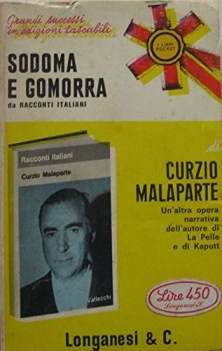 Grandi successi
in edizioni tascabili
I LIBRI
POCKET
SODOMA
E GOMORRA
da RACCONTI ITALIANI
di
CURZIO
MALAPARTE
Un'altra opera
narrativa
dell'autore di
La Pelle
e di Kaputt
Racconti italiani
Curzio Malaparte
Vallecchi
Lire 450
Longanesi & C.
Longanesi & C.